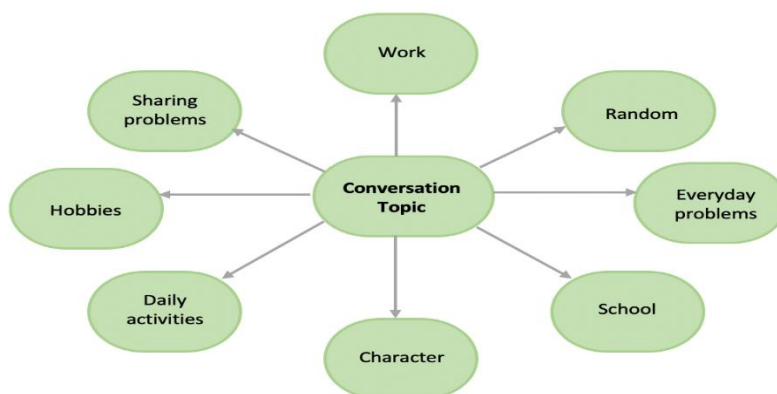 Work
Sharing
problems
Random
Conversation
Topic
Hobbies
Everyday
problems
Daily
activities
School
Character